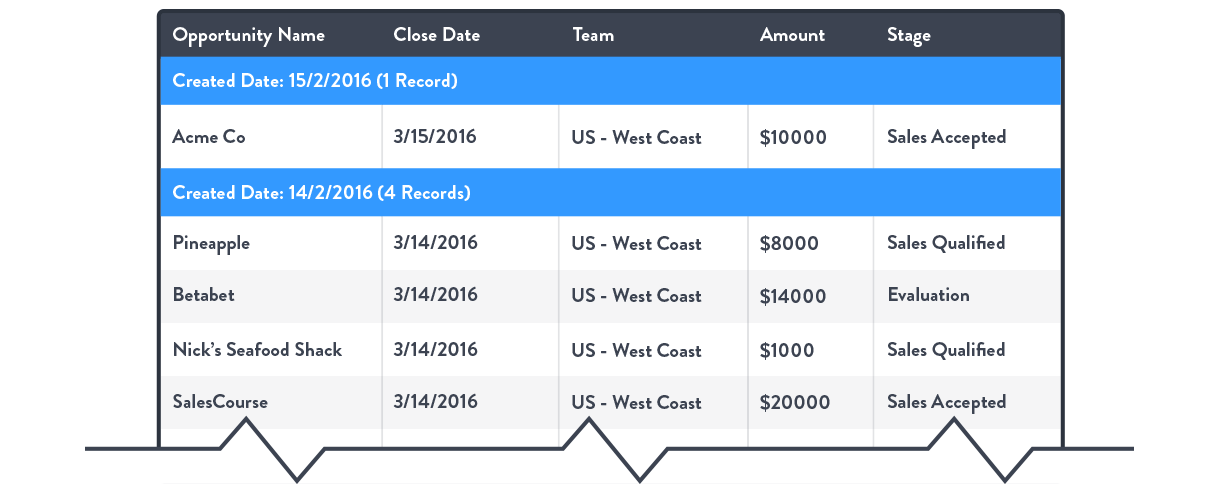 Opportunity Name Close Date Team Amount Stage
Created Date: 15/2/2016 (1 Record)
Acme Co 3/15/2016 US - West Coast $10000 Sales Accepted
Created Date: 14/2/2016 (4 Records)
Pineapple 3/14/2016 US - West Coast $8000 Sales Qualified
Betabet 3/14/2016 US - West Coast $14000 Evaluation
Nick’s Seafood Shack 3/14/2016 US - West Coast $1000 Sales Qualified
SalesCourse 3/14/2016 US - West Coast $20000 Sales Accepted